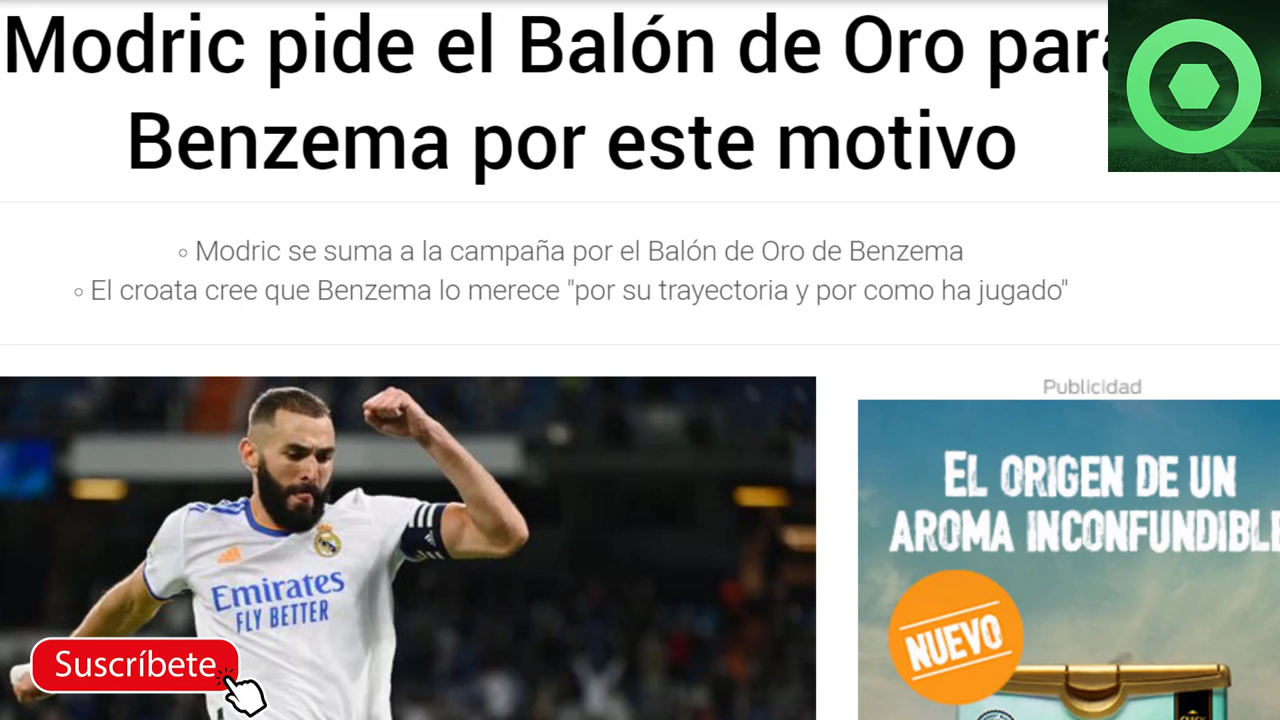 Modric pide el Balón de Oro para
Benzema por este motivo
Modric se suma a la campaña por el Balón de Oro de Benzema
El croata cree que Benzema lo merece "por su trayectoria y por como ha jugado"
Publicidad
EL ORIGEN DE UN
AROMA INCONFUNDIBLE
NUEVO
Emirates
FLY BETTER
Suscríbete